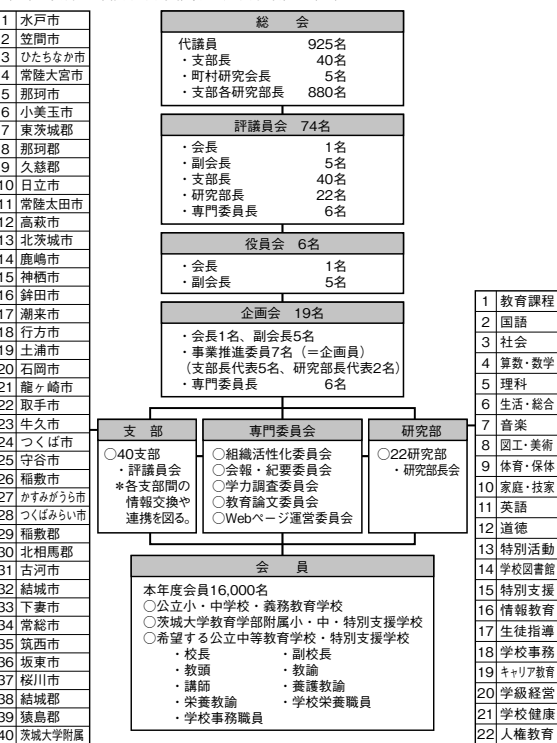 1 水戸市
2 笠間市
3 ひたちなか市
4 常陸大宮市
5 那珂市
6 小美玉市
7 東茨城郡
8 那珂郡
9 久慈郡
10 日立市
11 常陸太田市
12 高萩市
13 北茨城市
14 鹿嶋市
15 神栖市
16 鉾田市
17 潮来市
18 行方市
19 土浦市
20 石岡市
21 龍ヶ崎市
22 取手市
23 牛久市
24 つくば市
25 守谷市
26 稲敷市
27 かすみがうら市
28 つくばみらい市
29 稲敷郡
30 北相馬郡
31 古河市
32 結城市
33 下妻市
34 常総市
35 筑西市
36 坂東市
37 桜川市
38 結城郡
39 猿島郡
40 茨城大学附属
総 会
代議員 925名
・支部長 40名
・町村研究会長 5名
・支部各研究部長 880名
評議員会 74名
・会長 1名
・副会長 5名
・支部長 40名
・研究部長 22名
・専門委員長 6名
役員会 6名
・会長 1名
・副会長 5名
企画会 19名
・会長1名、副会長5名
・事業推進委員7名（＝企画員）
（支部長代表5名、研究部長代表2名）
・専門委員長 6名
支 部
○40支部
・評議員会
＊各支部間の
情報交換や
連携を図る。
専門委員会
○組織活性化委員会
○会報・紀要委員会
○学力調査委員会
○教育論文委員会
○Webページ運営委員会
研究部
○22研究部
・研究部長会
会 員
本年度会員16,000名
○公立小・中学校・義務教育学校
○茨城大学教育学部附属小・中・特別支援学校
○希望する公立中等教育学校・特別支援学校
・校長 ・副校長
・教頭 ・教諭
・講師 ・養護教諭
・栄養教諭 ・学校栄養職員
・学校事務職員
1 教育課程
2 国語
3 社会
4 算数・数学
5 理科
6 生活・総合
7 音楽
8 図工・美術
9 体育・保体
10 家庭・技家
11 英語
12 道徳
13 特別活動
14 学校図書館
15 特別支援
16 情報教育
17 生徒指導
18 学校事務
19 キャリア教育
20 学級経営
21 学校健康
22 人権教育